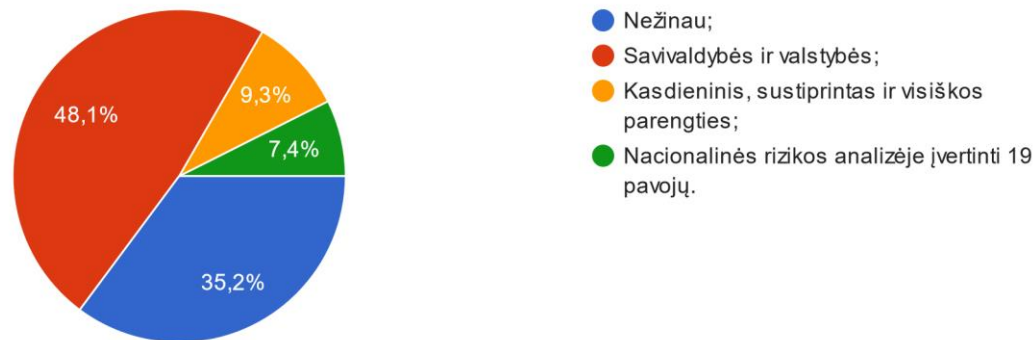 48,1%
9,3%
7,4%
35,2%
Nežinau;
Savivaldybės ir valstybės;
Kasdieninis, sustiprintas ir visiškos
parengties;
Nacionalinės rizikos analizėje įvertinti 19
pavojų.